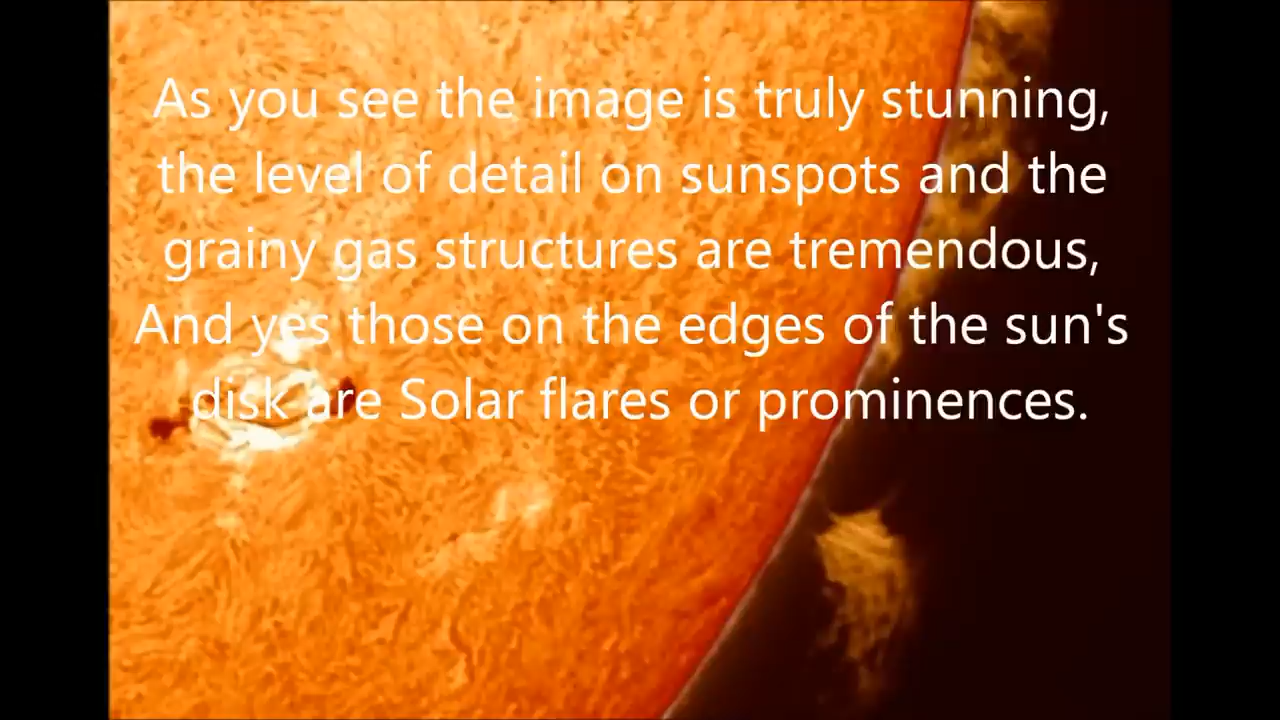 As you see the image is truly stunning,
the level of detail on sunspots and the
grainy gas structures are tremendous,
And yes those on the edges of the sun's
disk are Solar flares or prominences.